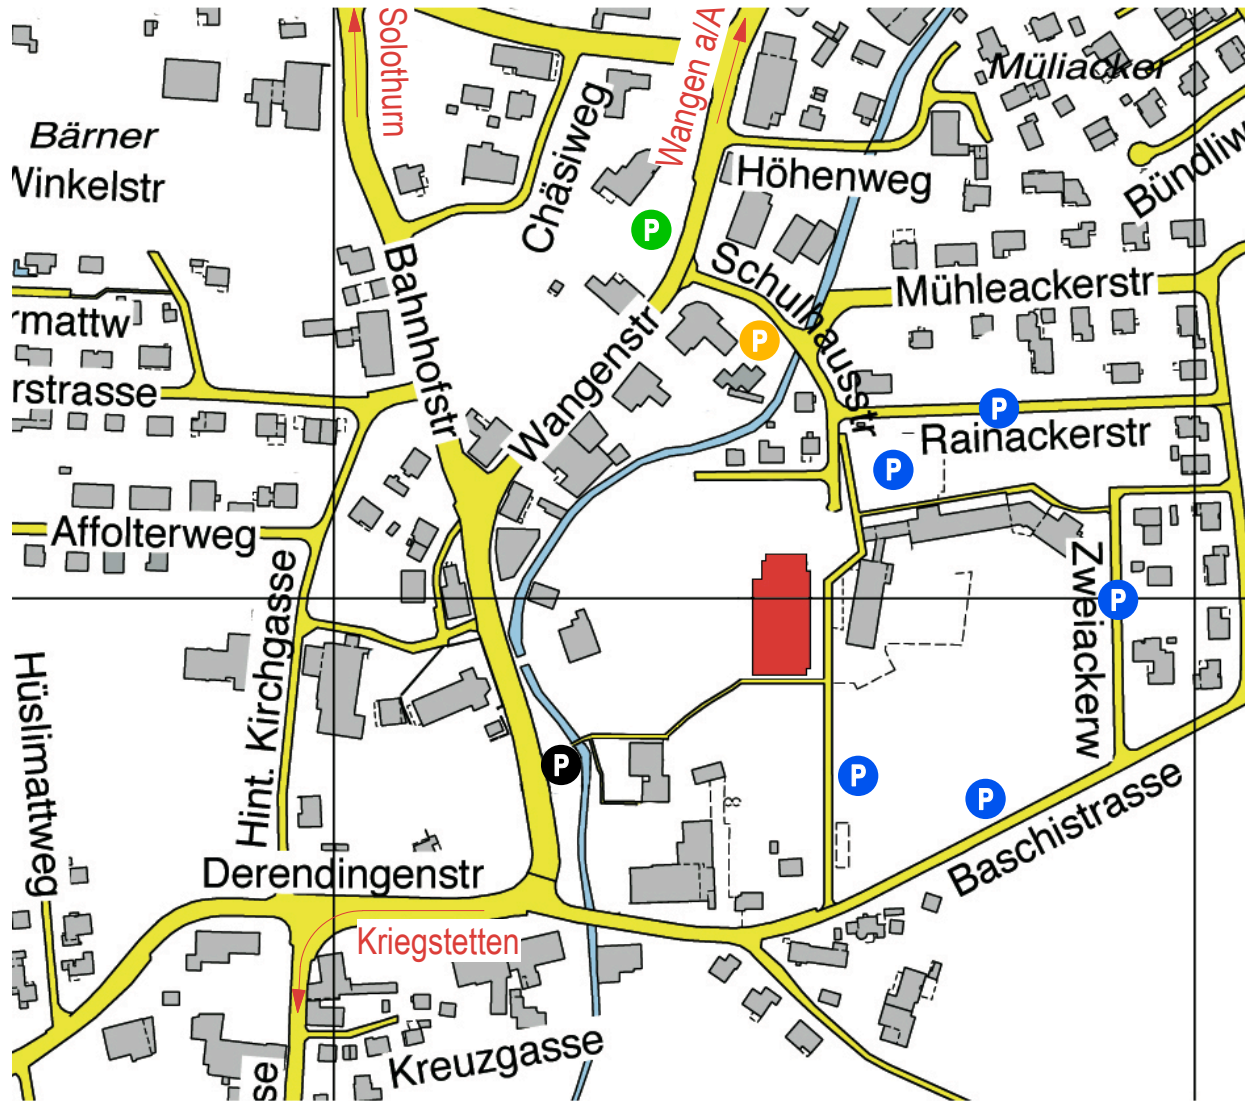 Solothurn
Wangen a/A
Müliacker
Bärner
Winkelstr
Chäsiweg
Höhenweg
Bündliw
P
Schulhausstr
Bahnhofstr
Mühleackerstr
rmattw
Wangenstr
P
rstrasse
P
Rainackerstr
P
Affolterweg
Zweiackerw
P
Hint. Kirchgasse
Hüslimattweg
P
P
P
8
Baschistrasse
Derendingenstr
Kriegstetten
Kreuzgasse
se